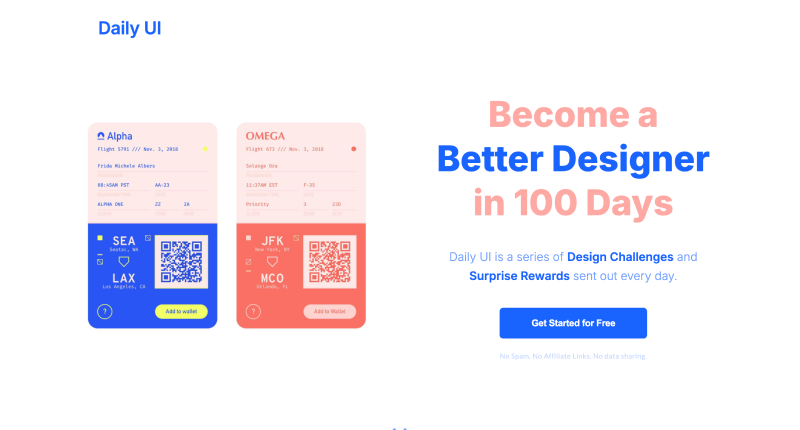 Daily UI
Alpha
Flight 5791 /// Nov. 3, 2018
Frida Michele Albers
08:45AM PST AA-23
ALPHA ONE 22 2A
SEA
Seatac, WA
LAX
Los Angeles, CA
?
Add to wallet
OMEGA
Flight 673 /// Nov. 3, 2018
Solange Dra
11:37AM EST F-35
Priority 3 23D
JFK
New York, NY
MCO
Orlando, FL
?
Add to Wallet
Become a
Better Designer
in 100 Days
Daily UI is a series of Design Challenges and
Surprise Rewards sent out every day.
Get Started for Free
No Spam. No Affiliate Links. No data sharing.